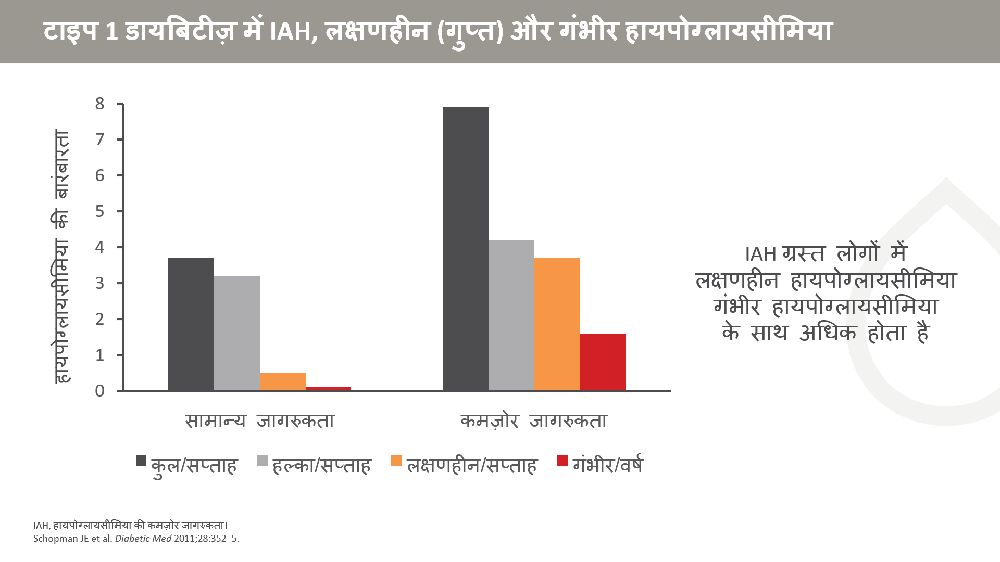 टाइप 1 डायबिटीज़ में IAH, लक्षणहीन (गुप्त) और गंभीर हायपोग्लायसीमिया
हायपोग्लायसीमिया की बारंबारता
8
7
6
5
4
3
2
1
0
सामान्य जागरुकता
कमज़ोर जागरुकता
कुल/सप्ताह
हल्का/सप्ताह
लक्षणहीन/सप्ताह
गंभीर/वर्ष
IAH ग्रस्त लोगों में
लक्षणहीन हायपोग्लायसीमिया
गंभीर हायपोग्लायसीमिया
के साथ अधिक होता है
IAH, हायपोग्लायसीमिया की कमज़ोर जागरुकता।
Schopman JE et al. Diabetic Med 2011;28:352–5.